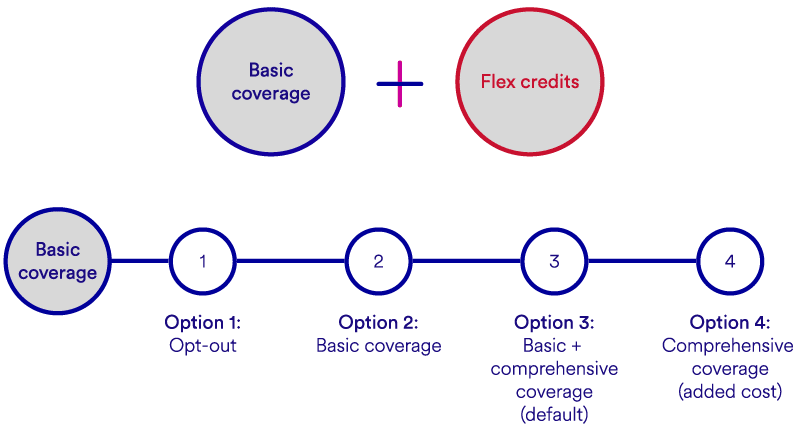 Basic
coverage
Flex credits
Basic
coverage
1
2
3
4
Option 1:
Opt-out
Option 2:
Basic coverage
Option 3:
Basic +
comprehensive
coverage
(default)
Option 4:
Comprehensive
coverage
(added cost)